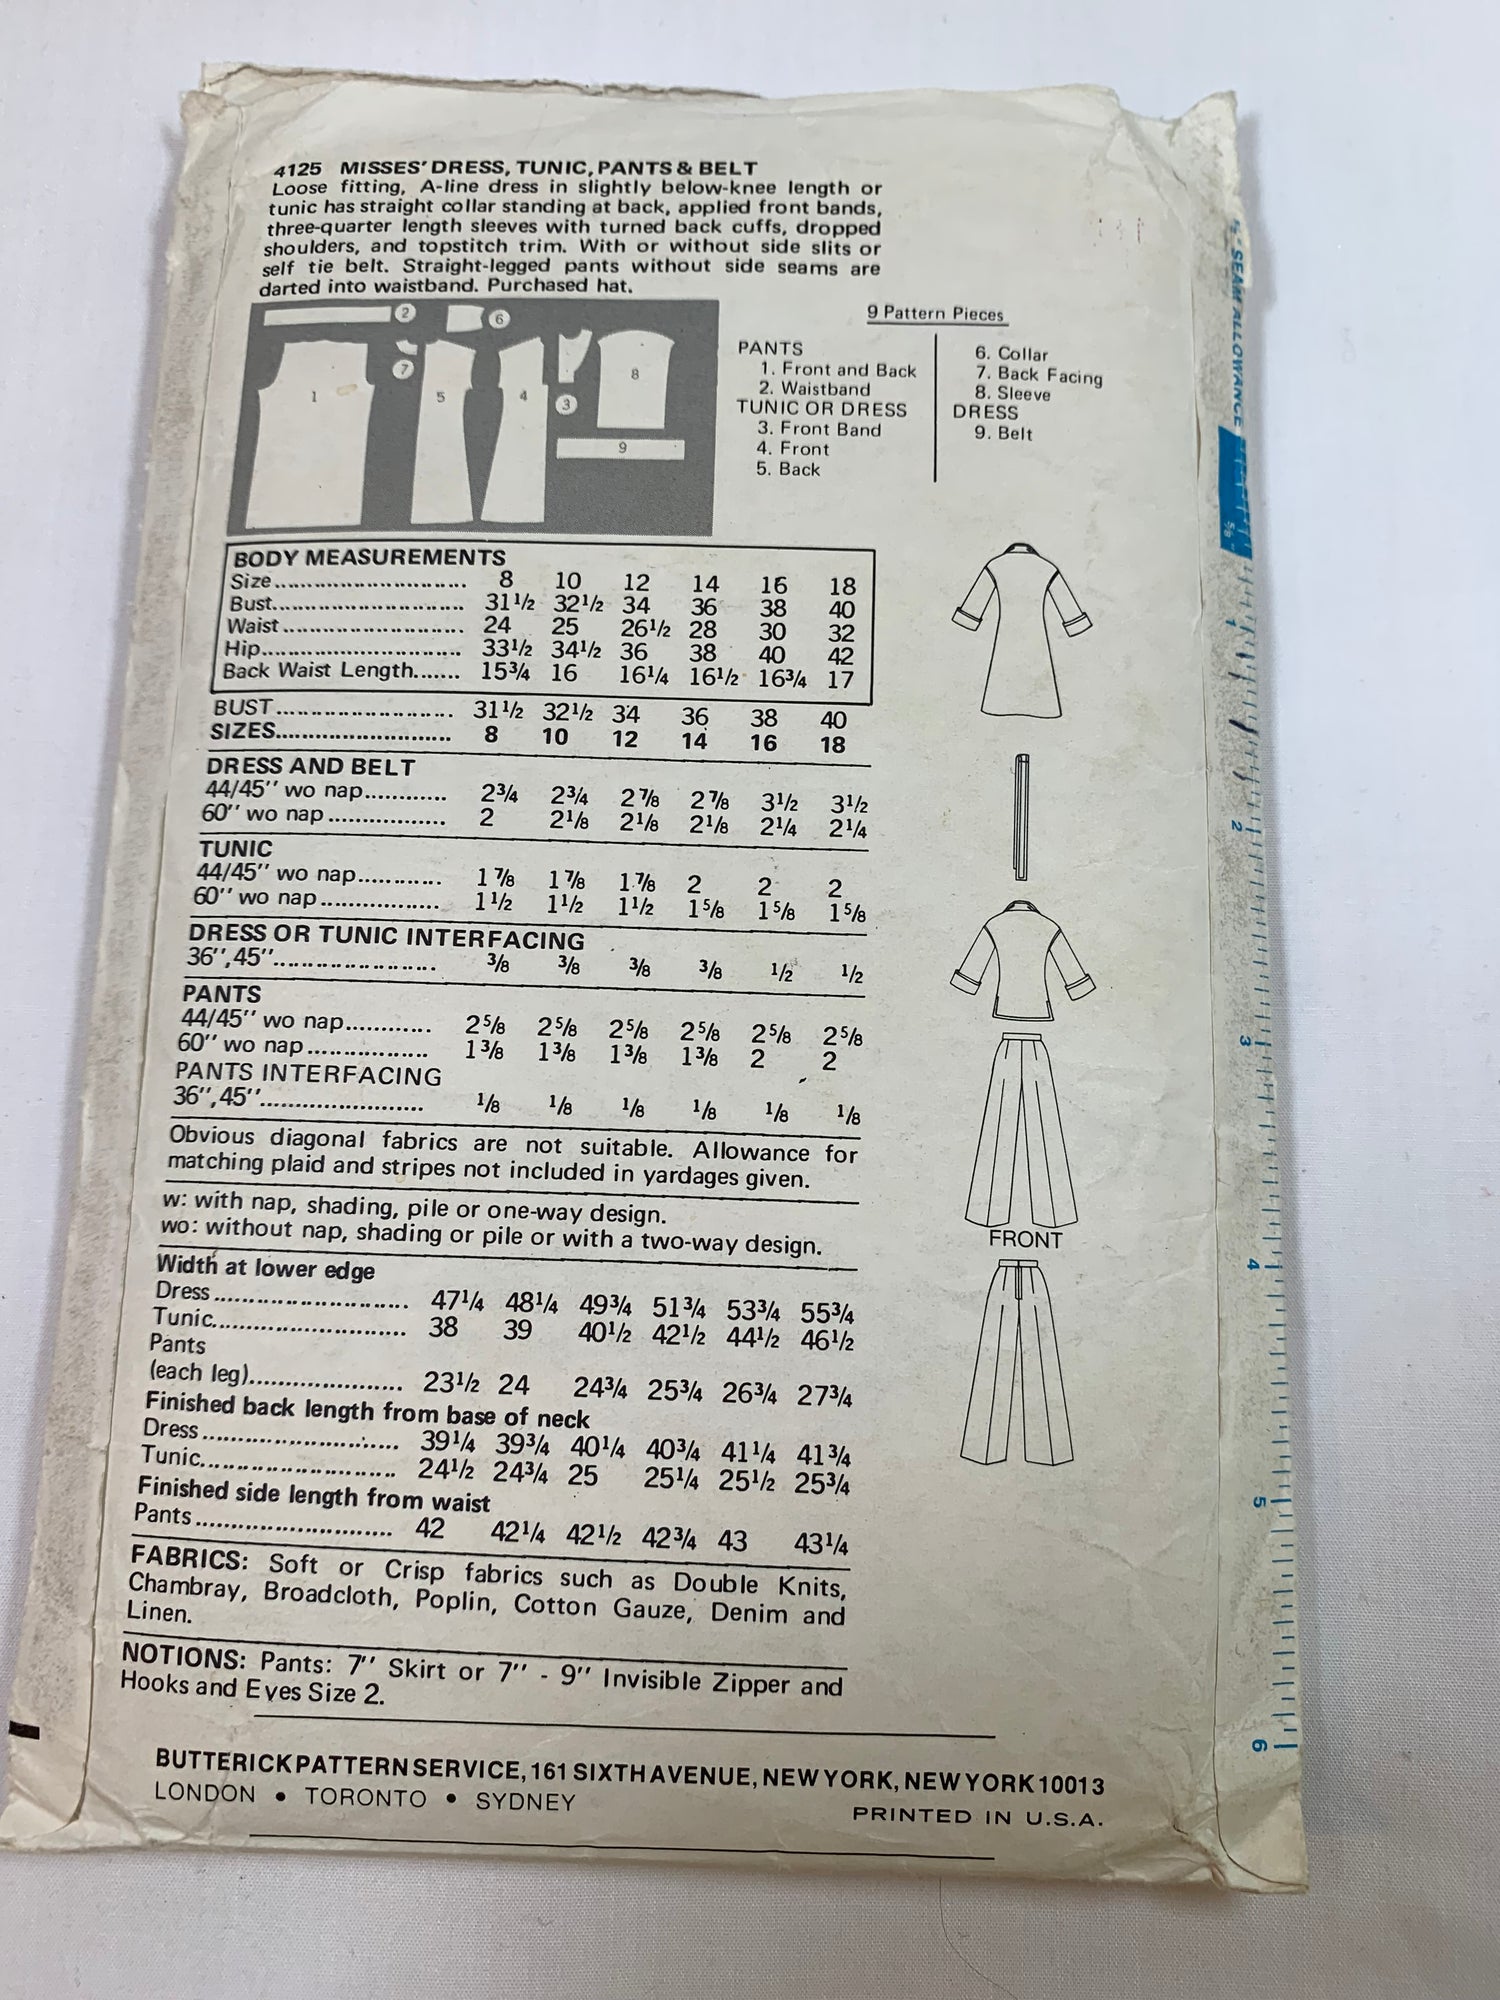 4125 MISSES' DRESS, TUNIC, PANTS & BELT
Loose fitting, A-line dress in slightly below-knee length or
tunic has straight collar standing at back, applied front bands,
three-quarter length sleeves with turned back cuffs, dropped
shoulders, and topstitch trim. With or without side slits or
self tie belt. Straight-legged pants without side seams are
darted into waistband. Purchased hat.
2
6
7
1
5
4
3
8
9
9 Pattern Pieces
PANTS
1. Front and Back
2. Waistband
TUNIC OR DRESS
3. Front Band
4. Front
5. Back
6. Collar
7. Back Facing
8. Sleeve
DRESS
9. Belt
BODY MEASUREMENTS
Size.............................. 8 10 12 14 16 18
Bust.............................. 31½ 32½ 34 36 38 40
Waist............................ 24 25 26½ 28 30 32
Hip................................ 33½ 34½ 36 38 40 42
Back Waist Length....... 15¾ 16 16¼ 16½ 16¾ 17
BUST........................... 31½ 32½ 34 36 38 40
SIZES.......................... 8 10 12 14 16 18
DRESS AND BELT
44/45'' wo nap............ 2¾ 2¾ 2⅞ 2⅞ 3½ 3½
60'' wo nap................. 2 2⅛ 2⅛ 2⅛ 2¼ 2¼
TUNIC
44/45'' wo nap............ 1⅞ 1⅞ 1⅞ 2 2 2
60'' wo nap................. 1½ 1½ 1½ 1⅝ 1⅝ 1⅝
DRESS OR TUNIC INTERFACING
36'',45''........................ ⅜ ⅜ ⅜ ⅜ ½ ½
PANTS
44/45'' wo nap............ 2⅝ 2⅝ 2⅝ 2⅝ 2⅝ 2⅝
60'' wo nap................. 1⅜ 1⅜ 1⅜ 1⅜ 2 2
PANTS INTERFACING
36'',45''........................ ⅛ ⅛ ⅛ ⅛ ⅛ ⅛
Obvious diagonal fabrics are not suitable. Allowance for
matching plaid and stripes not included in yardages given.
w: with nap, shading, pile or one-way design.
wo: without nap, shading or pile or with a two-way design.
Width at lower edge
Dress............................ 47¼ 48¼ 49¾ 51¾ 53¾ 55¾
Tunic............................ 38 39 40½ 42½ 44½ 46½
Pants
(each leg)...................... 23½ 24 24¾ 25¾ 26¾ 27¾
Finished back length from base of neck
Dress............................ 39¼ 39¾ 40¼ 40¾ 41¼ 41¾
Tunic............................ 24½ 24¾ 25 25¼ 25½ 25¾
Finished side length from waist
Pants............................ 42 42¼ 42½ 42¾ 43 43¼
FABRICS: Soft or Crisp fabrics such as Double Knits,
Chambray, Broadcloth, Poplin, Cotton Gauze, Denim and
Linen.
NOTIONS: Pants: 7'' Skirt or 7'' - 9'' Invisible Zipper and
Hooks and Eyes Size 2.
FRONT
BUTTERICK PATTERN SERVICE, 161 SIXTH AVENUE, NEW YORK, NEW YORK 10013
LONDON • TORONTO • SYDNEY
PRINTED IN U.S.A.
SEAM ALLOWANCE
5/8''
1
2
3
4
5
6